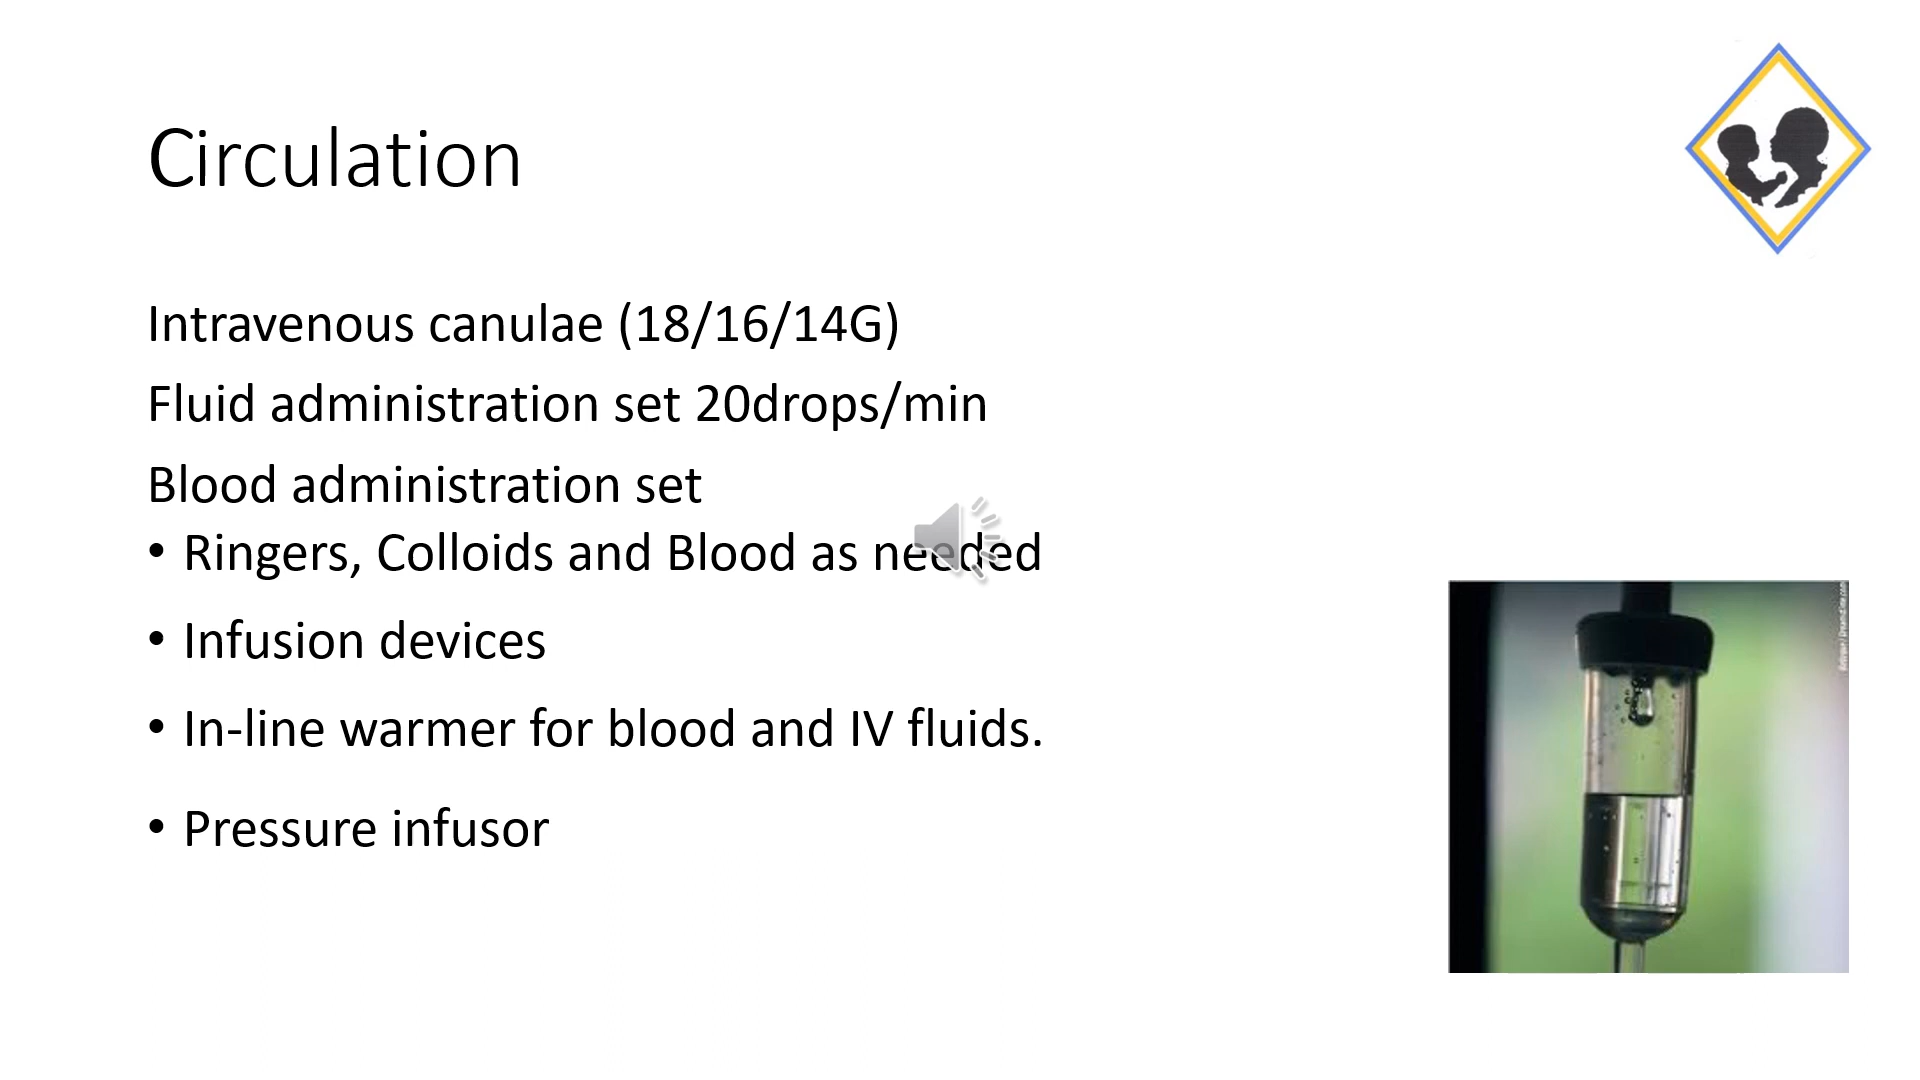 Circulation
Intravenous canulae (18/16/14G)
Fluid administration set 20drops/min
Blood administration set
• Ringers, Colloids and Blood as needed
• Infusion devices
• In-line warmer for blood and IV fluids.
• Pressure infusor